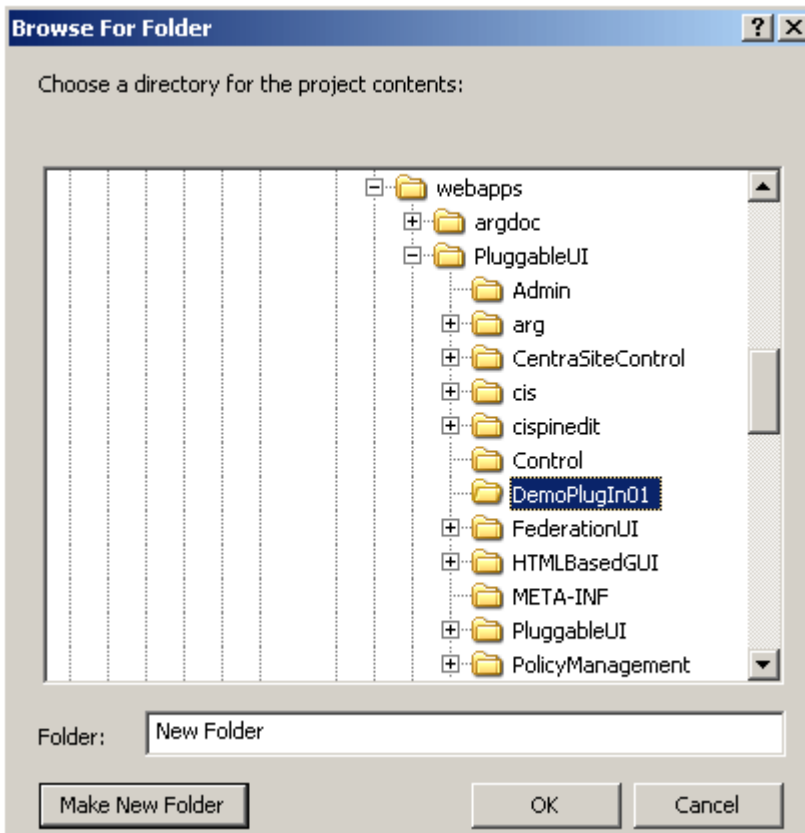 Browse For Folder
Choose a directory for the project contents:
webapps
argdoc
PluggableUI
Admin
arg
CentraSiteControl
cis
cispinedit
Control
DemoPlugIn01
FederationUI
HTMLBasedGUI
META-INF
PluggableUI
PolicyManagement
Folder: New Folder
Make New Folder OK Cancel